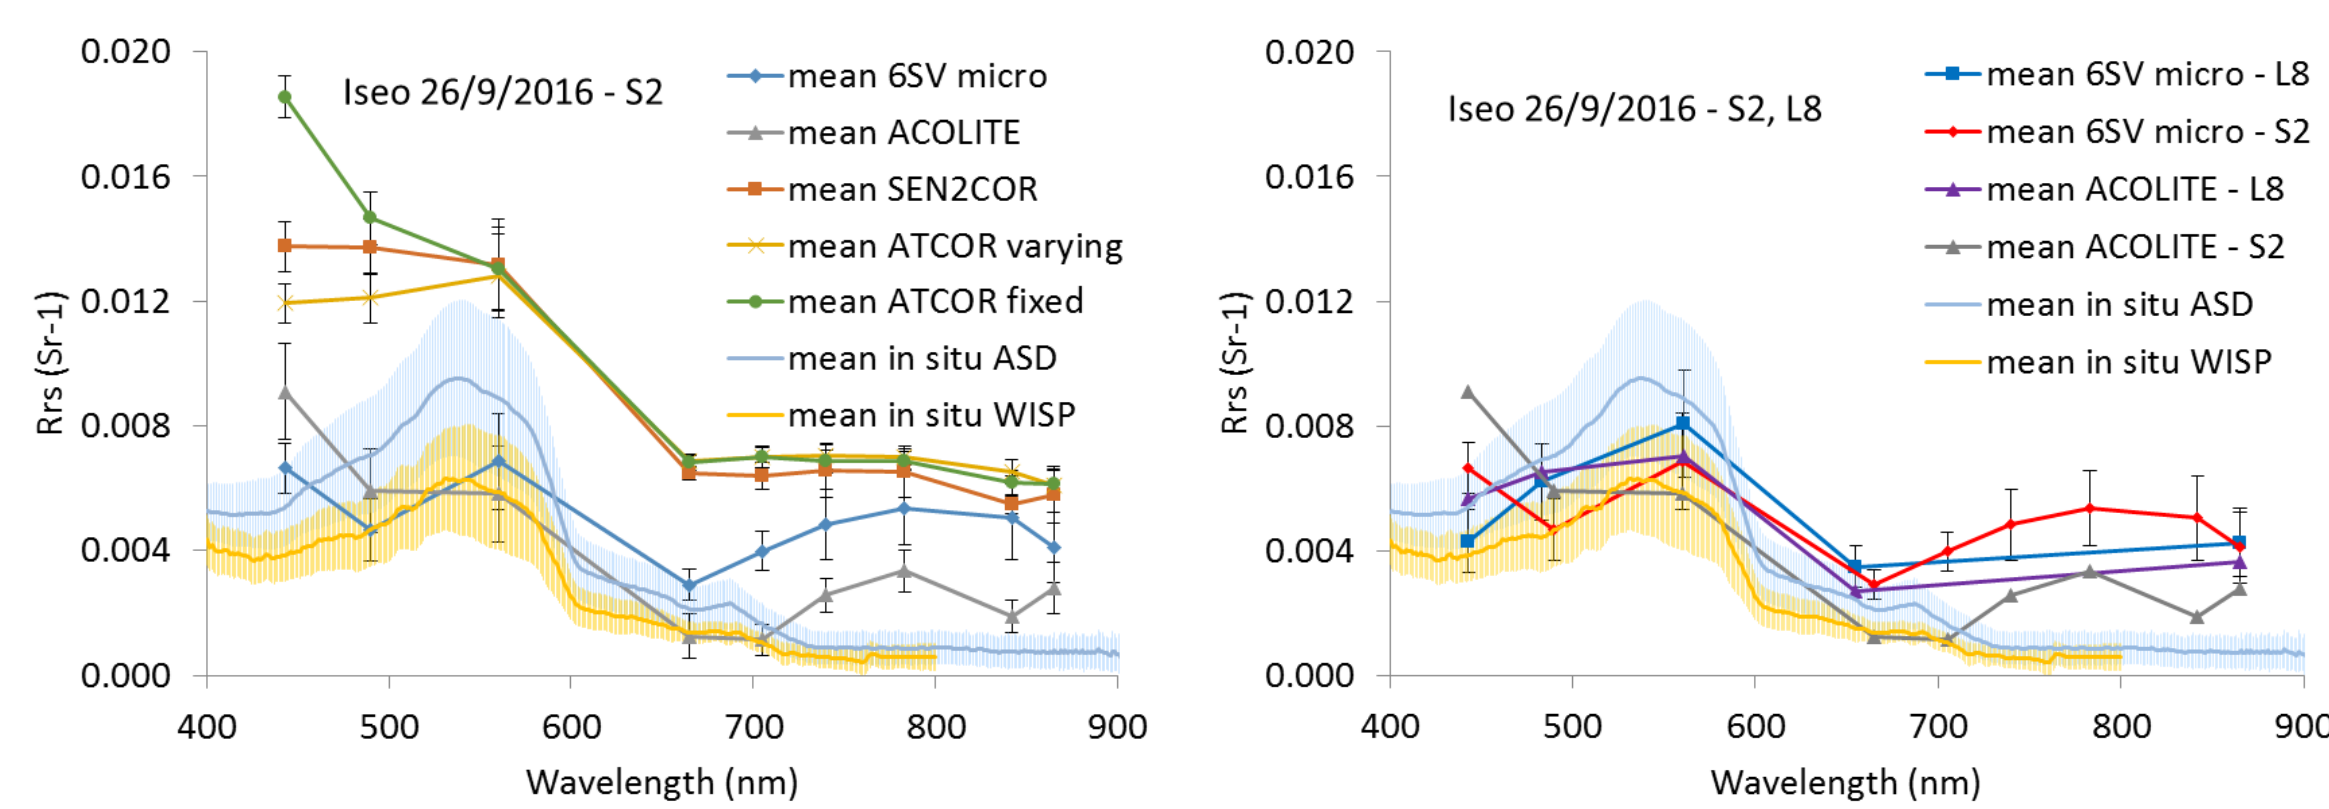 Iseo 26/9/2016 - S2
mean 6SV micro
mean ACOLITE
mean SEN2COR
mean ATCOR varying
mean ATCOR fixed
mean in situ ASD
mean in situ WISP
Rrs (Sr-1)
0.020
0.016
0.012
0.008
0.004
0.000
400 500 600 700 800 900
Wavelength (nm)
Iseo 26/9/2016 - S2, L8
mean 6SV micro - L8
mean 6SV micro - S2
mean ACOLITE - L8
mean ACOLITE - S2
mean in situ ASD
mean in situ WISP
Rrs (Sr-1)
0.020
0.016
0.012
0.008
0.004
0.000
400 500 600 700 800 900
Wavelength (nm)